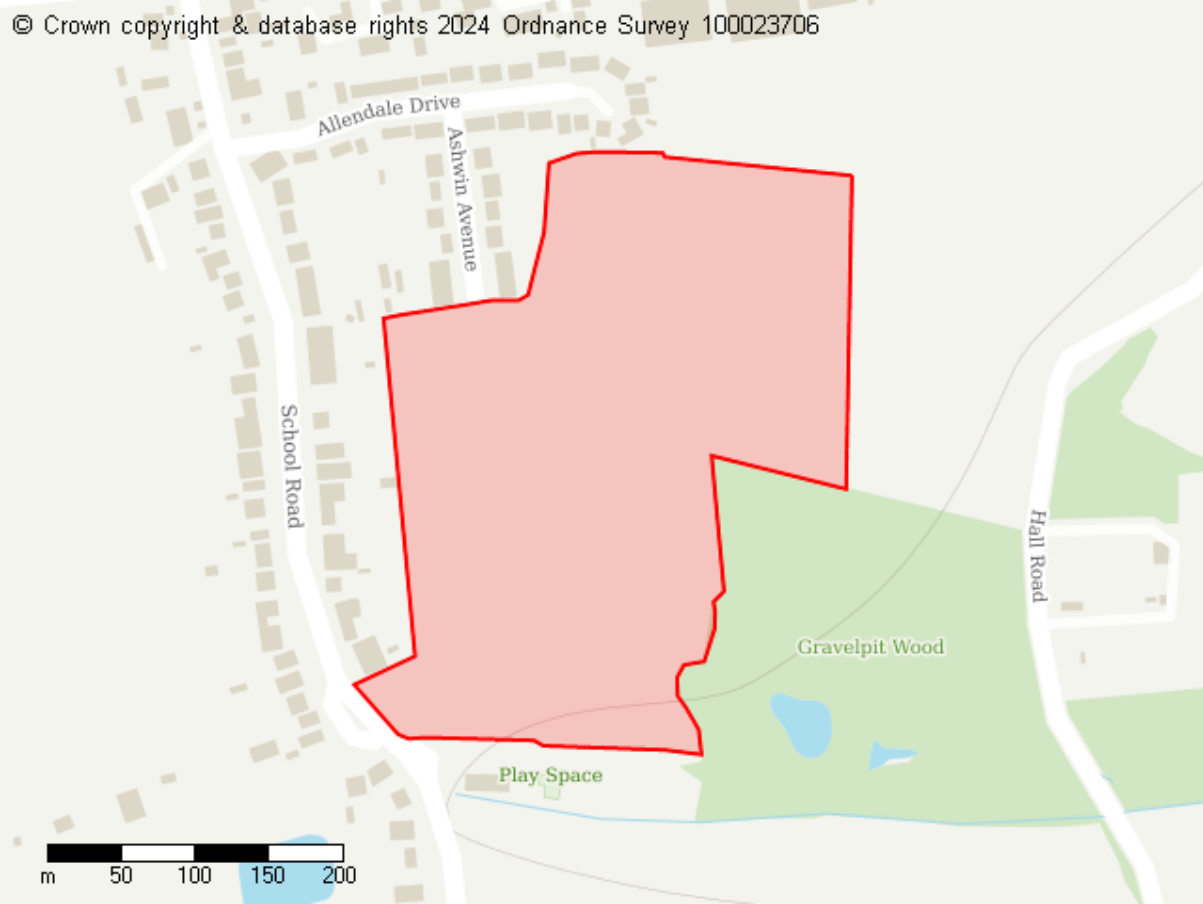 © Crown copyright & database rights 2024 Ordnance Survey 100023706
Allendale Drive
Ashwin Avenue
School Road
Hall Road
Gravelpit Wood
Play Space
m 50 100 150 200